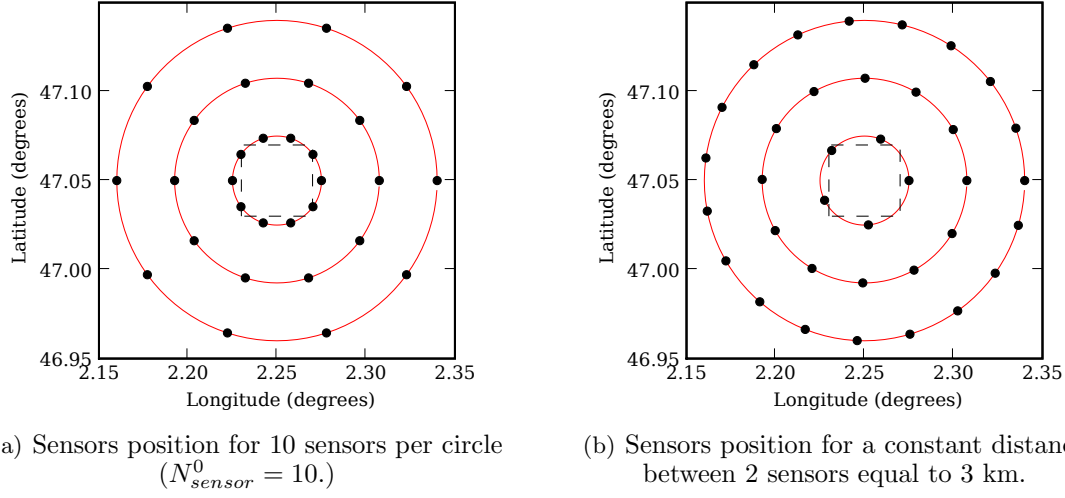 47.10
47.05
47.00
46.95
2.15 2.20 2.25 2.30 2.35
Latitude (degrees)
Longitude (degrees)
47.10
47.05
47.00
46.95
2.15 2.20 2.25 2.30 2.35
Latitude (degrees)
Longitude (degrees)
a) Sensors position for 10 sensors per circle
(N⁰sensor = 10.)
(b) Sensors position for a constant distanc
between 2 sensors equal to 3 km.